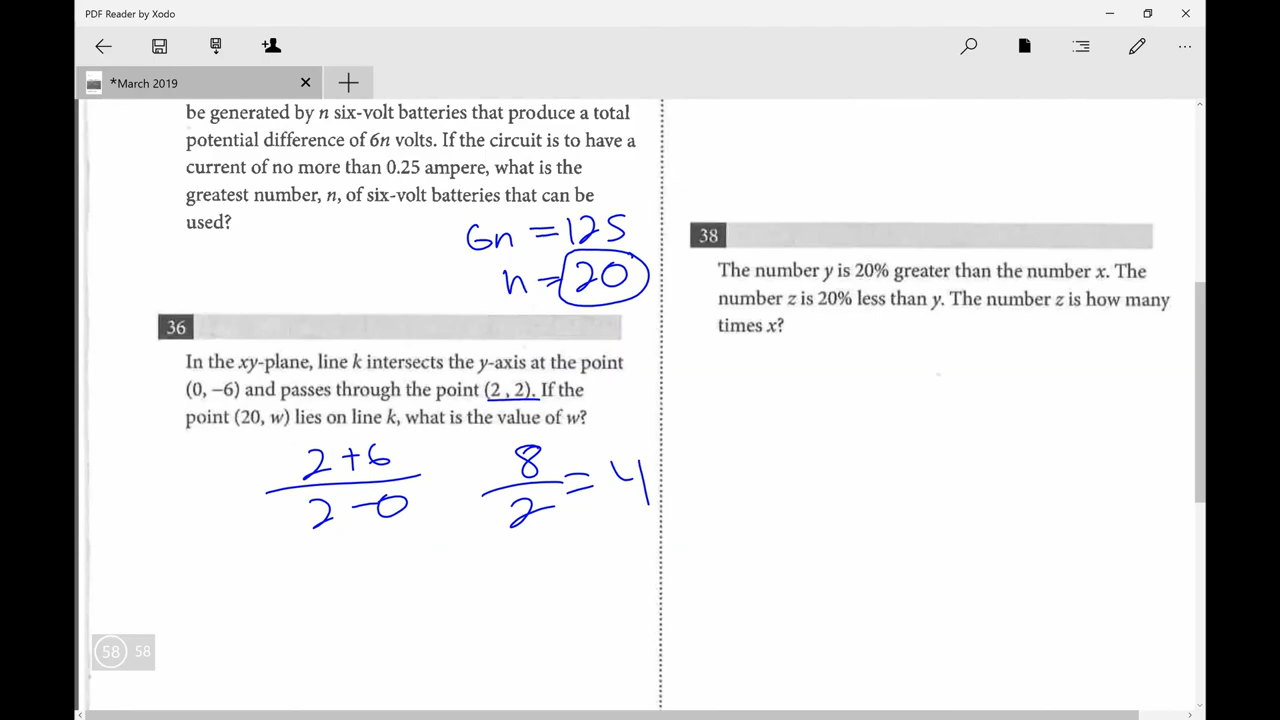 PDF Reader by Xodo
*March 2019
be generated by n six-volt batteries that produce a total
potential difference of 6n volts. If the circuit is to have a
current of no more than 0.25 ampere, what is the
greatest number, n, of six-volt batteries that can be
used?
6n = 125
n = 20
36
In the xy-plane, line k intersects the y-axis at the point
(0, −6) and passes through the point (2 , 2). If the
point (20, w) lies on line k, what is the value of w?
2+6
2-0
8
2
= 4
58 58
38
The number y is 20% greater than the number x. The
number z is 20% less than y. The number z is how many
times x?